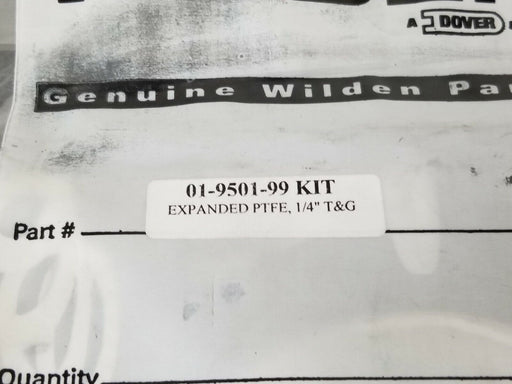 A DOVER
Genuine Wilden Pa
01-9501-99 KIT
EXPANDED PTFE, 1/4" T&G
Part #
Quantity